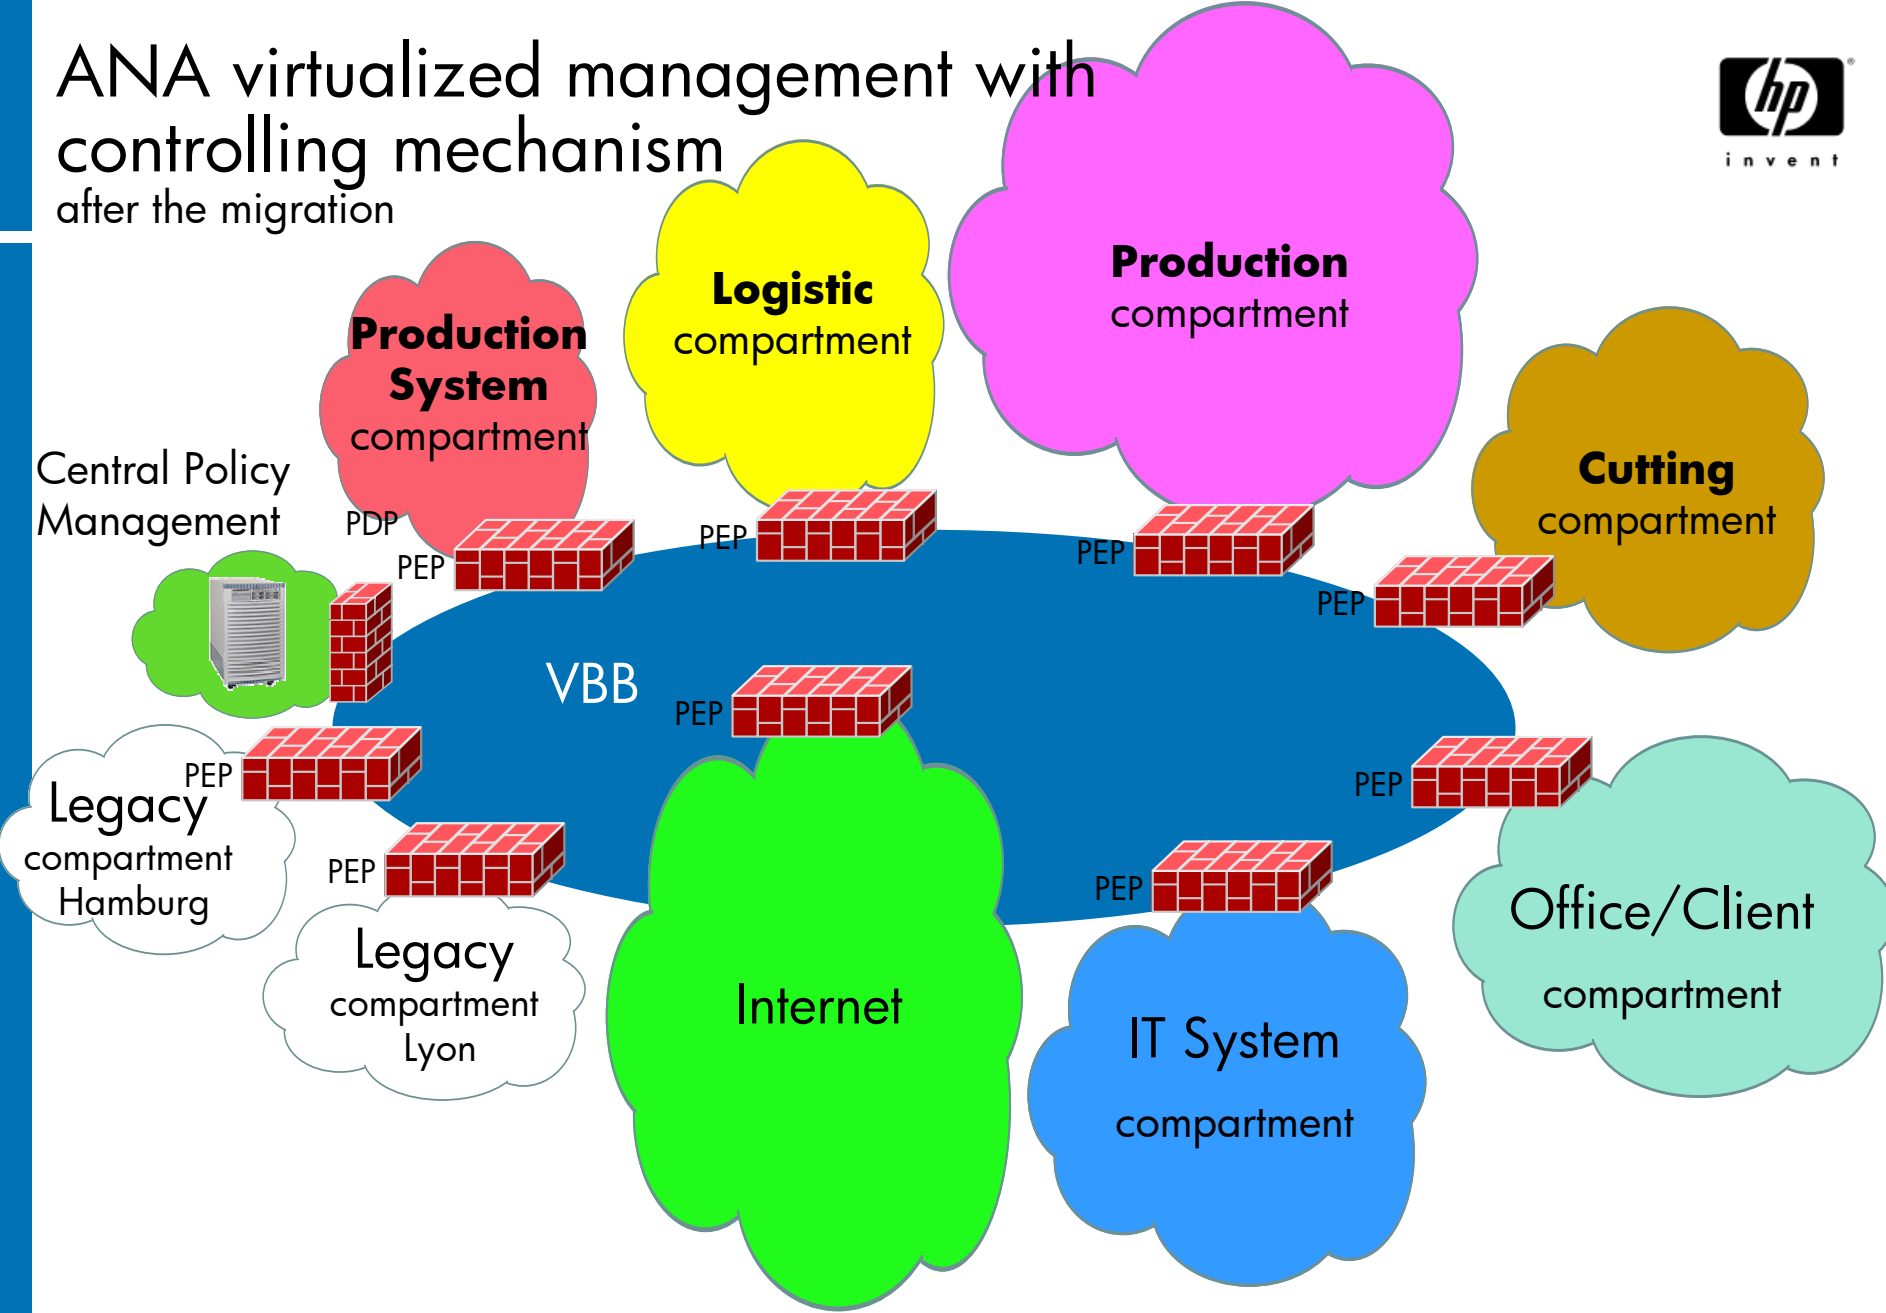 ANA virtualized management with
controlling mechanism
after the migration
hp
®
invent
Production
compartment
Logistic
compartment
Production
System
compartment
Cutting
compartment
Central Policy
Management
PDP
PEP
PEP
PEP
PEP
VBB
PEP
PEP
PEP
PEP
PEP
Legacy
compartment
Hamburg
Legacy
compartment
Lyon
Internet
IT System
compartment
Office/Client
compartment